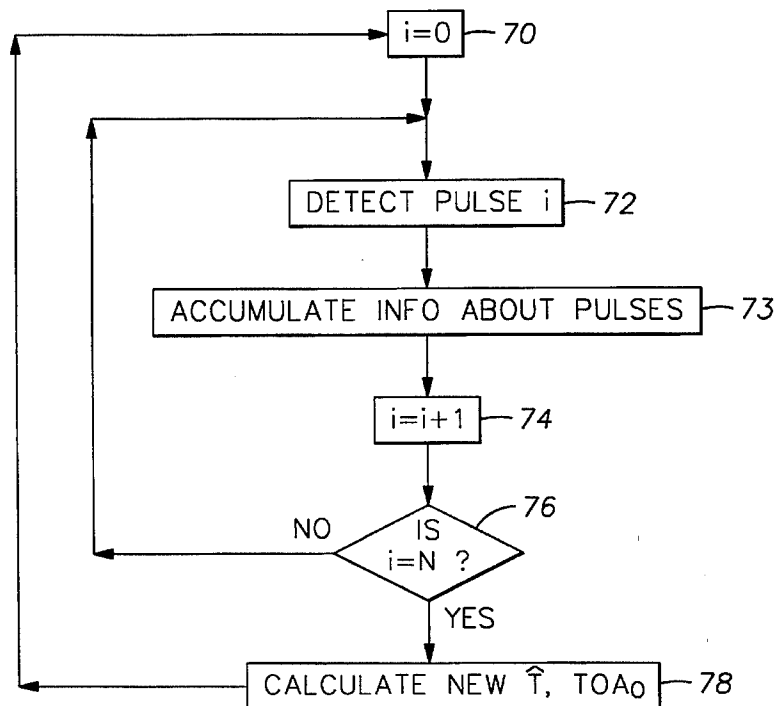 i=0 70
DETECT PULSE i 72
ACCUMULATE INFO ABOUT PULSES 73
i=i+1 74
76
NO IS
i=N ?
YES
CALCULATE NEW T̂, TOA₀ 78